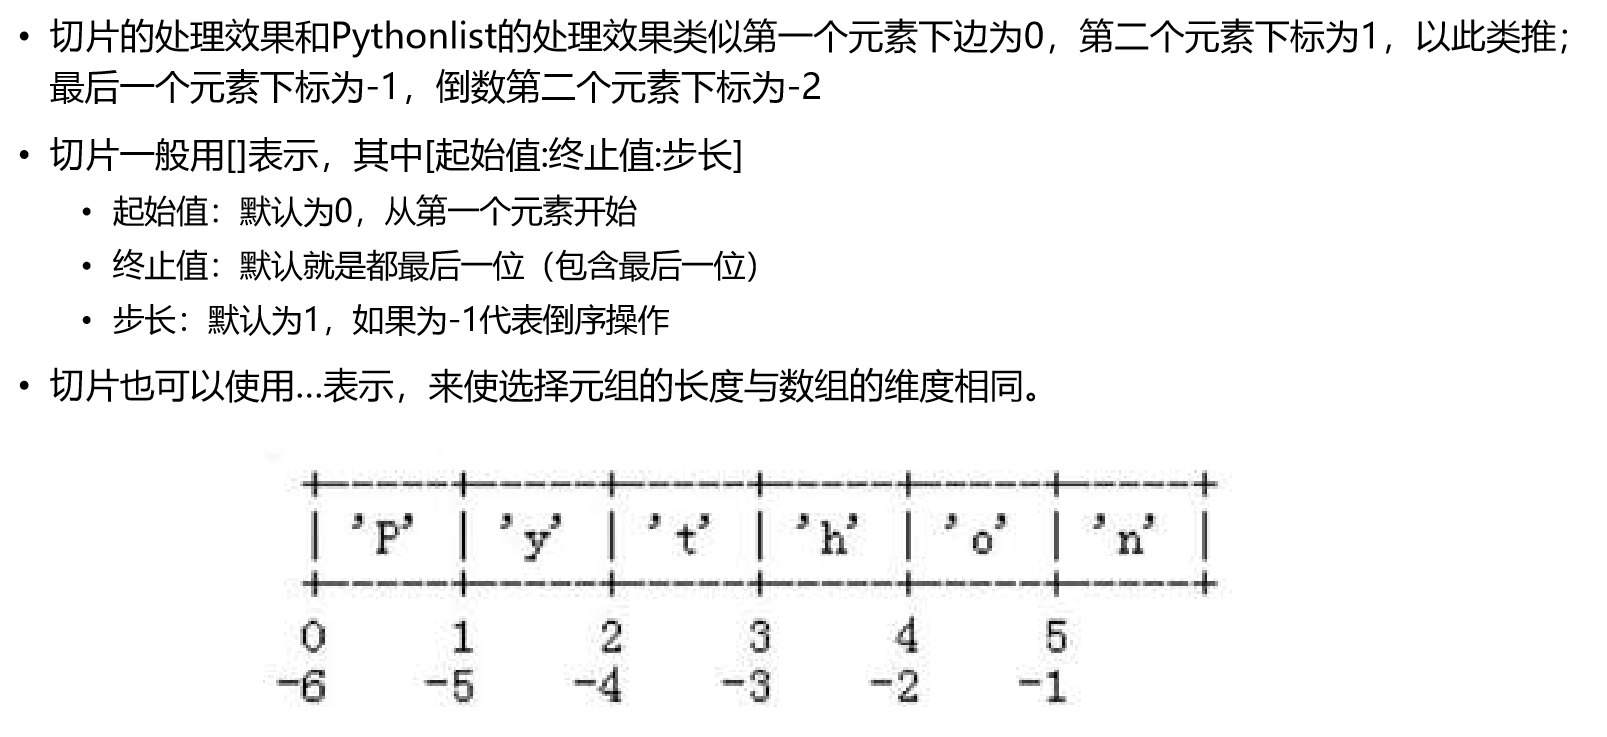 • 切片的处理效果和Pythonlist的处理效果类似第一个元素下边为0，第二个元素下标为1，以此类推；
最后一个元素下标为-1，倒数第二个元素下标为-2
• 切片一般用[]表示，其中[起始值:终止值:步长]
• 起始值：默认为0，从第一个元素开始
• 终止值：默认就是都最后一位（包含最后一位）
• 步长：默认为1，如果为-1代表倒序操作
• 切片也可以使用…表示，来使选择元组的长度与数组的维度相同。
+------+------+------+------+------+------+
| 'P' | 'y' | 't' | 'h' | 'o' | 'n' |
+------+------+------+------+------+------+
0 1 2 3 4 5
-6 -5 -4 -3 -2 -1